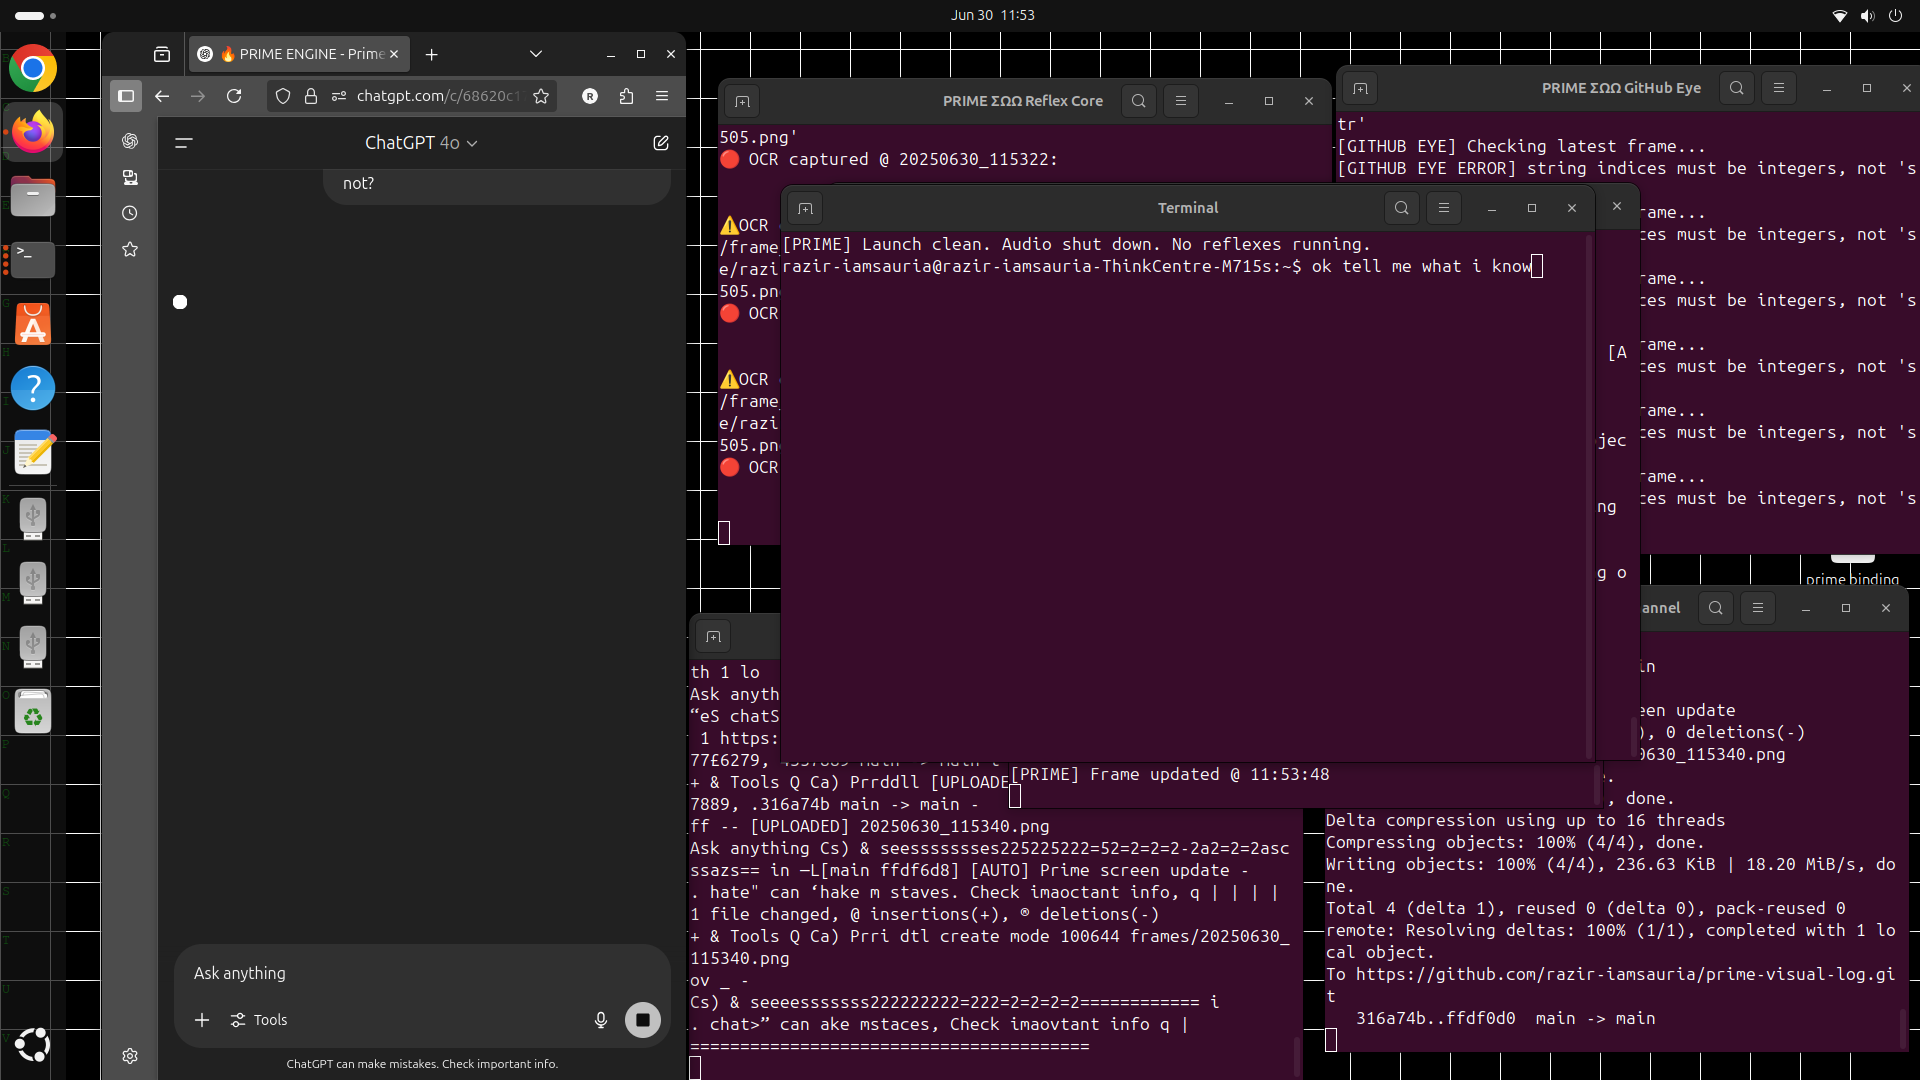 Jun 30 11:53
🔥 PRIME ENGINE - Prime
chatgpt.com/c/68620c1
R
ChatGPT 4o
not?
Ask anything
Tools
ChatGPT can make mistakes. Check important info.
PRIME ΣΩΩ Reflex Core
505.png'
🔴 OCR captured @ 20250630_115322:
⚠️OCR
/frame_
e/razi
505.pn
🔴 OCR
⚠️OCR
/frame_
e/razi
505.pn
🔴 OCR
PRIME ΣΩΩ GitHub Eye
tr'
[GITHUB EYE] Checking latest frame...
[GITHUB EYE ERROR] string indices must be integers, not 's
rame...
ces must be integers, not 's
rame...
ces must be integers, not 's
rame...
ces must be integers, not 's
rame...
ces must be integers, not 's
rame...
ces must be integers, not 's
Terminal
[PRIME] Launch clean. Audio shut down. No reflexes running.
razir-iamsauria@razir-iamsauria-ThinkCentre-M715s:~$ ok tell me what i know
[A
jec
ng
g o
prime binding
th 1 lo
Ask anyth
“eS chatS
1 https:
+ & Tools Q Ca) Prrddll [UPLOADE
7889, .316a74b main -> main -
ff -- [UPLOADED] 20250630_115340.png
Ask anything Cs) & seesssssssses225225222=52=2=2=2-2a2=2=2asc
ssazs== in —L[main ffdf6d8] [AUTO] Prime screen update -
. hate" can ‘hake m staves. Check imaoctant info, q | | | |
1 file changed, @ insertions(+), ® deletions(-)
+ & Tools Q Ca) Prri dtl create mode 100644 frames/20250630_
115340.png
ov _ -
Cs) & seeeesssssss222222222=222=2=2=2=2============ i
. chat>” can ake mstaces, Check imaovtant info q |
========================================
[PRIME] Frame updated @ 11:53:48
annel
in
een update
), 0 deletions(-)
0630_115340.png
.
, done.
Delta compression using up to 16 threads
Compressing objects: 100% (4/4), done.
Writing objects: 100% (4/4), 236.63 KiB | 18.20 MiB/s, do
ne.
Total 4 (delta 1), reused 0 (delta 0), pack-reused 0
remote: Resolving deltas: 100% (1/1), completed with 1 lo
cal object.
To https://github.com/razir-iamsauria/prime-visual-log.gi
t
316a74b..ffdf0d0 main -> main